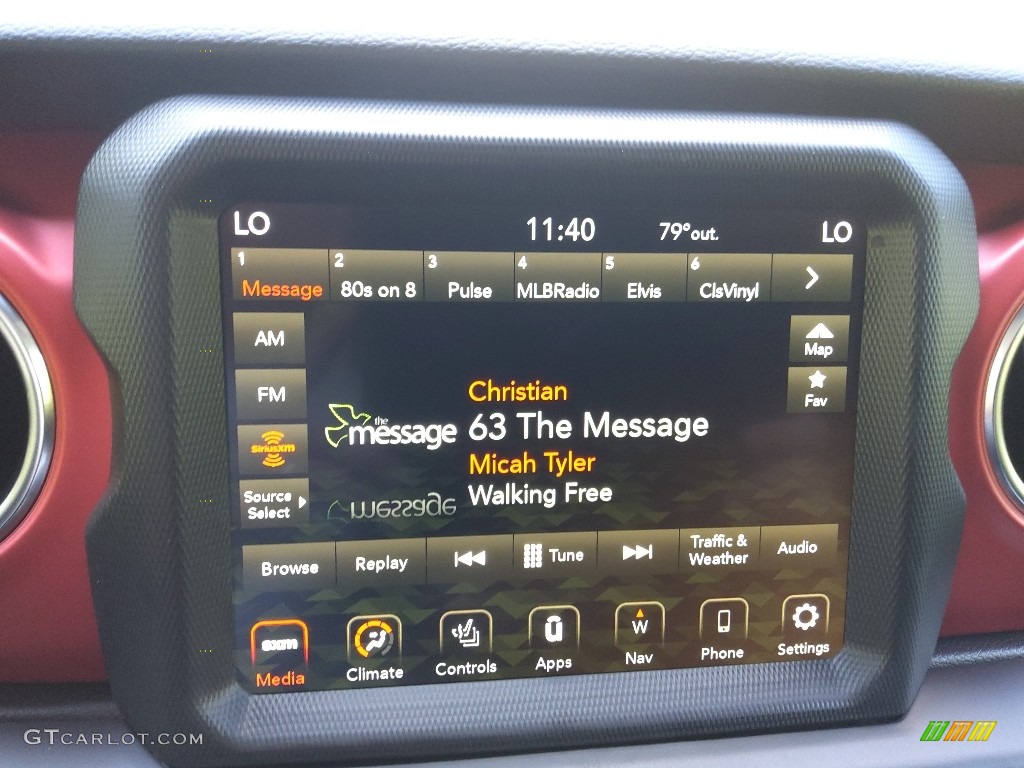 LO 11:40 79°out. LO
1 2 3 4 5 6
Message 80s on 8 Pulse MLBRadio Elvis ClsVinyl
AM
Map
FM
Fav
SiriusXM
Source
Select
the
message
Christian
63 The Message
Micah Tyler
Walking Free
message
Browse Replay Tune Traffic &
Weather Audio
sxm W
Media Climate Controls Apps Nav Phone Settings
GTCARLOT.COM